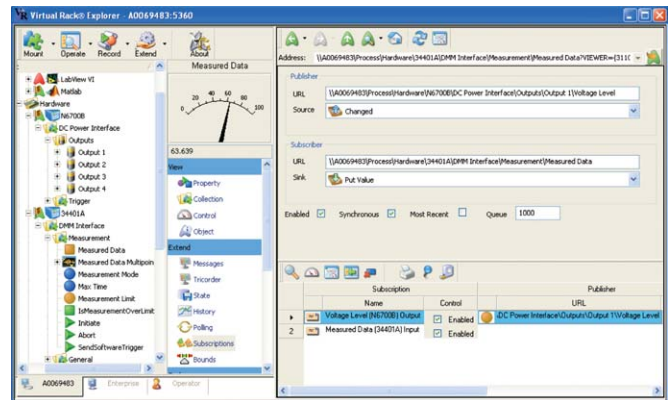 Virtual Rack® Explorer - A0069483:5360
Mount
Operate
Record
Extend
About
LabView VI
Matlab
Hardware
N6700B
DC Power Interface
Outputs
Output 1
Output 2
Output 3
Output 4
Trigger
34401A
DMM Interface
Measurement
Measured Data
Measured Data Multipoin
Measurement Mode
Max Time
Measurement Limit
IsMeasurementOverLimit
Initiate
Abort
SendSoftwareTrigger
General
Measured Data
0 20 40 60 80 100
63.639
View
Property
Collection
Control
Object
Extend
Messages
Tricorder
State
History
Polling
Subscriptions
Bounds
A0069483
Enterprise
Operator
Address: \\A0069483\Process\Hardware\34401A\DMM Interface\Measurement\Measured Data?VIEWER={311C
Publisher
URL \\A0069483\Process\Hardware\N6700B\DC Power Interface\Outputs\Output 1\Voltage Level
Source Changed
Subscriber
URL \\A0069483\Process\Hardware\34401A\DMM Interface\Measurement\Measured Data
Sink Put Value
Enabled Synchronous Most Recent Queue 1000
Subscription Publisher
Name Control URL
Voltage Level (N6700B) Output Enabled .DC Power Interface\Outputs\Output 1\Voltage Level
2 Measured Data (34401A) Input Enabled